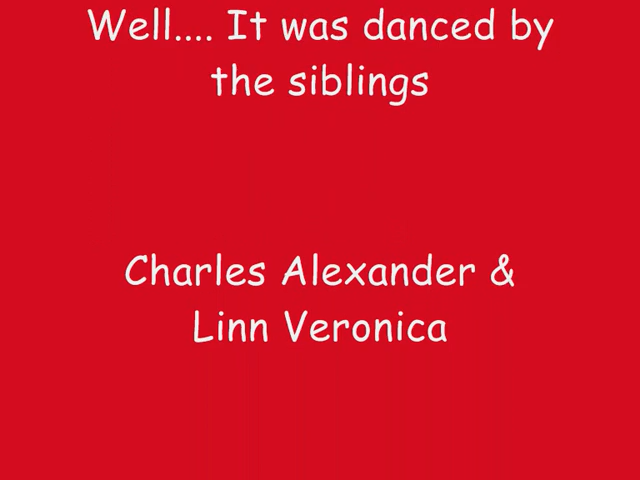 Well.... It was danced by
the siblings
Charles Alexander &
Linn Veronica